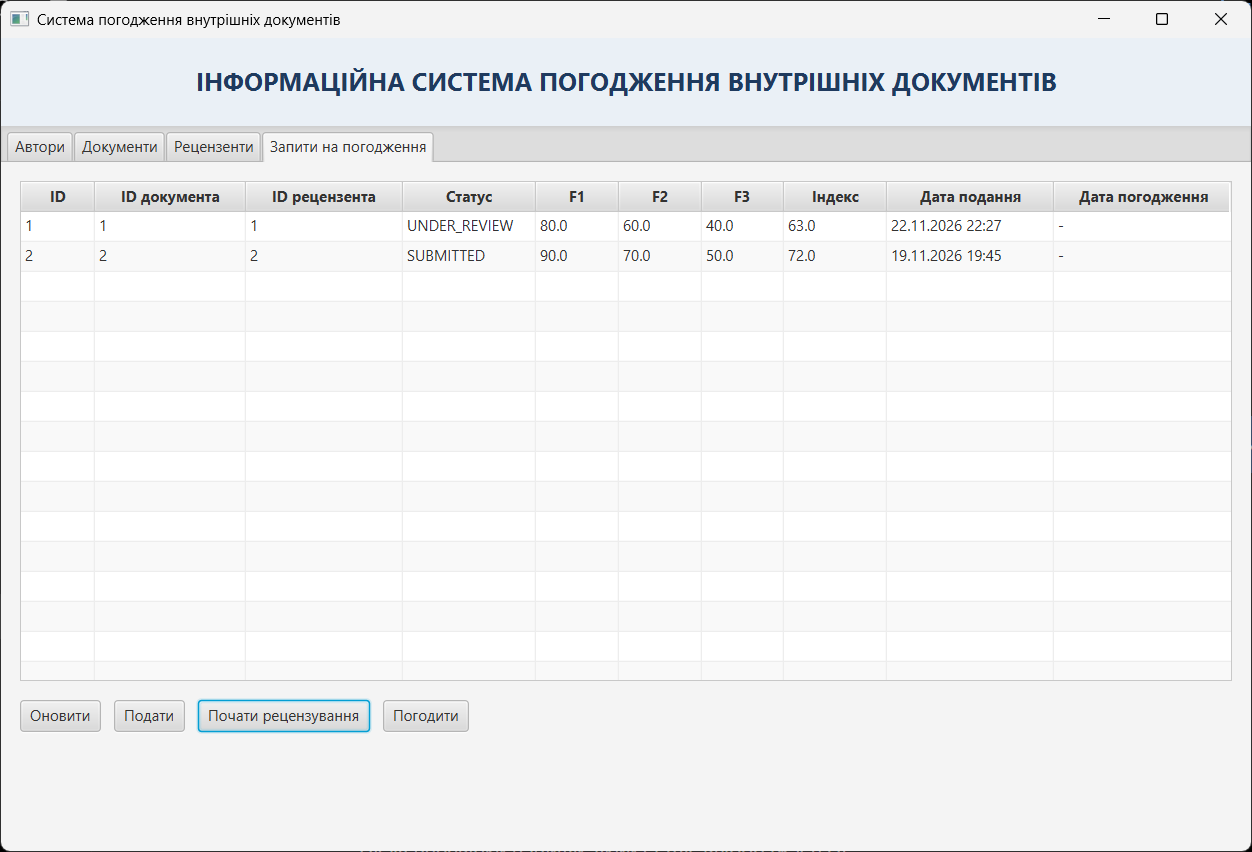 Система погодження внутрішніх документів
ІНФОРМАЦІЙНА СИСТЕМА ПОГОДЖЕННЯ ВНУТРІШНІХ ДОКУМЕНТІВ
Автори Документи Рецензенти Запити на погодження
ID ID документа ID рецензента Статус F1 F2 F3 Індекс Дата подання Дата погодження
1 1 1 UNDER_REVIEW 80.0 60.0 40.0 63.0 22.11.2026 22:27 -
2 2 2 SUBMITTED 90.0 70.0 50.0 72.0 19.11.2026 19:45 -
Оновити Подати Почати рецензування Погодити